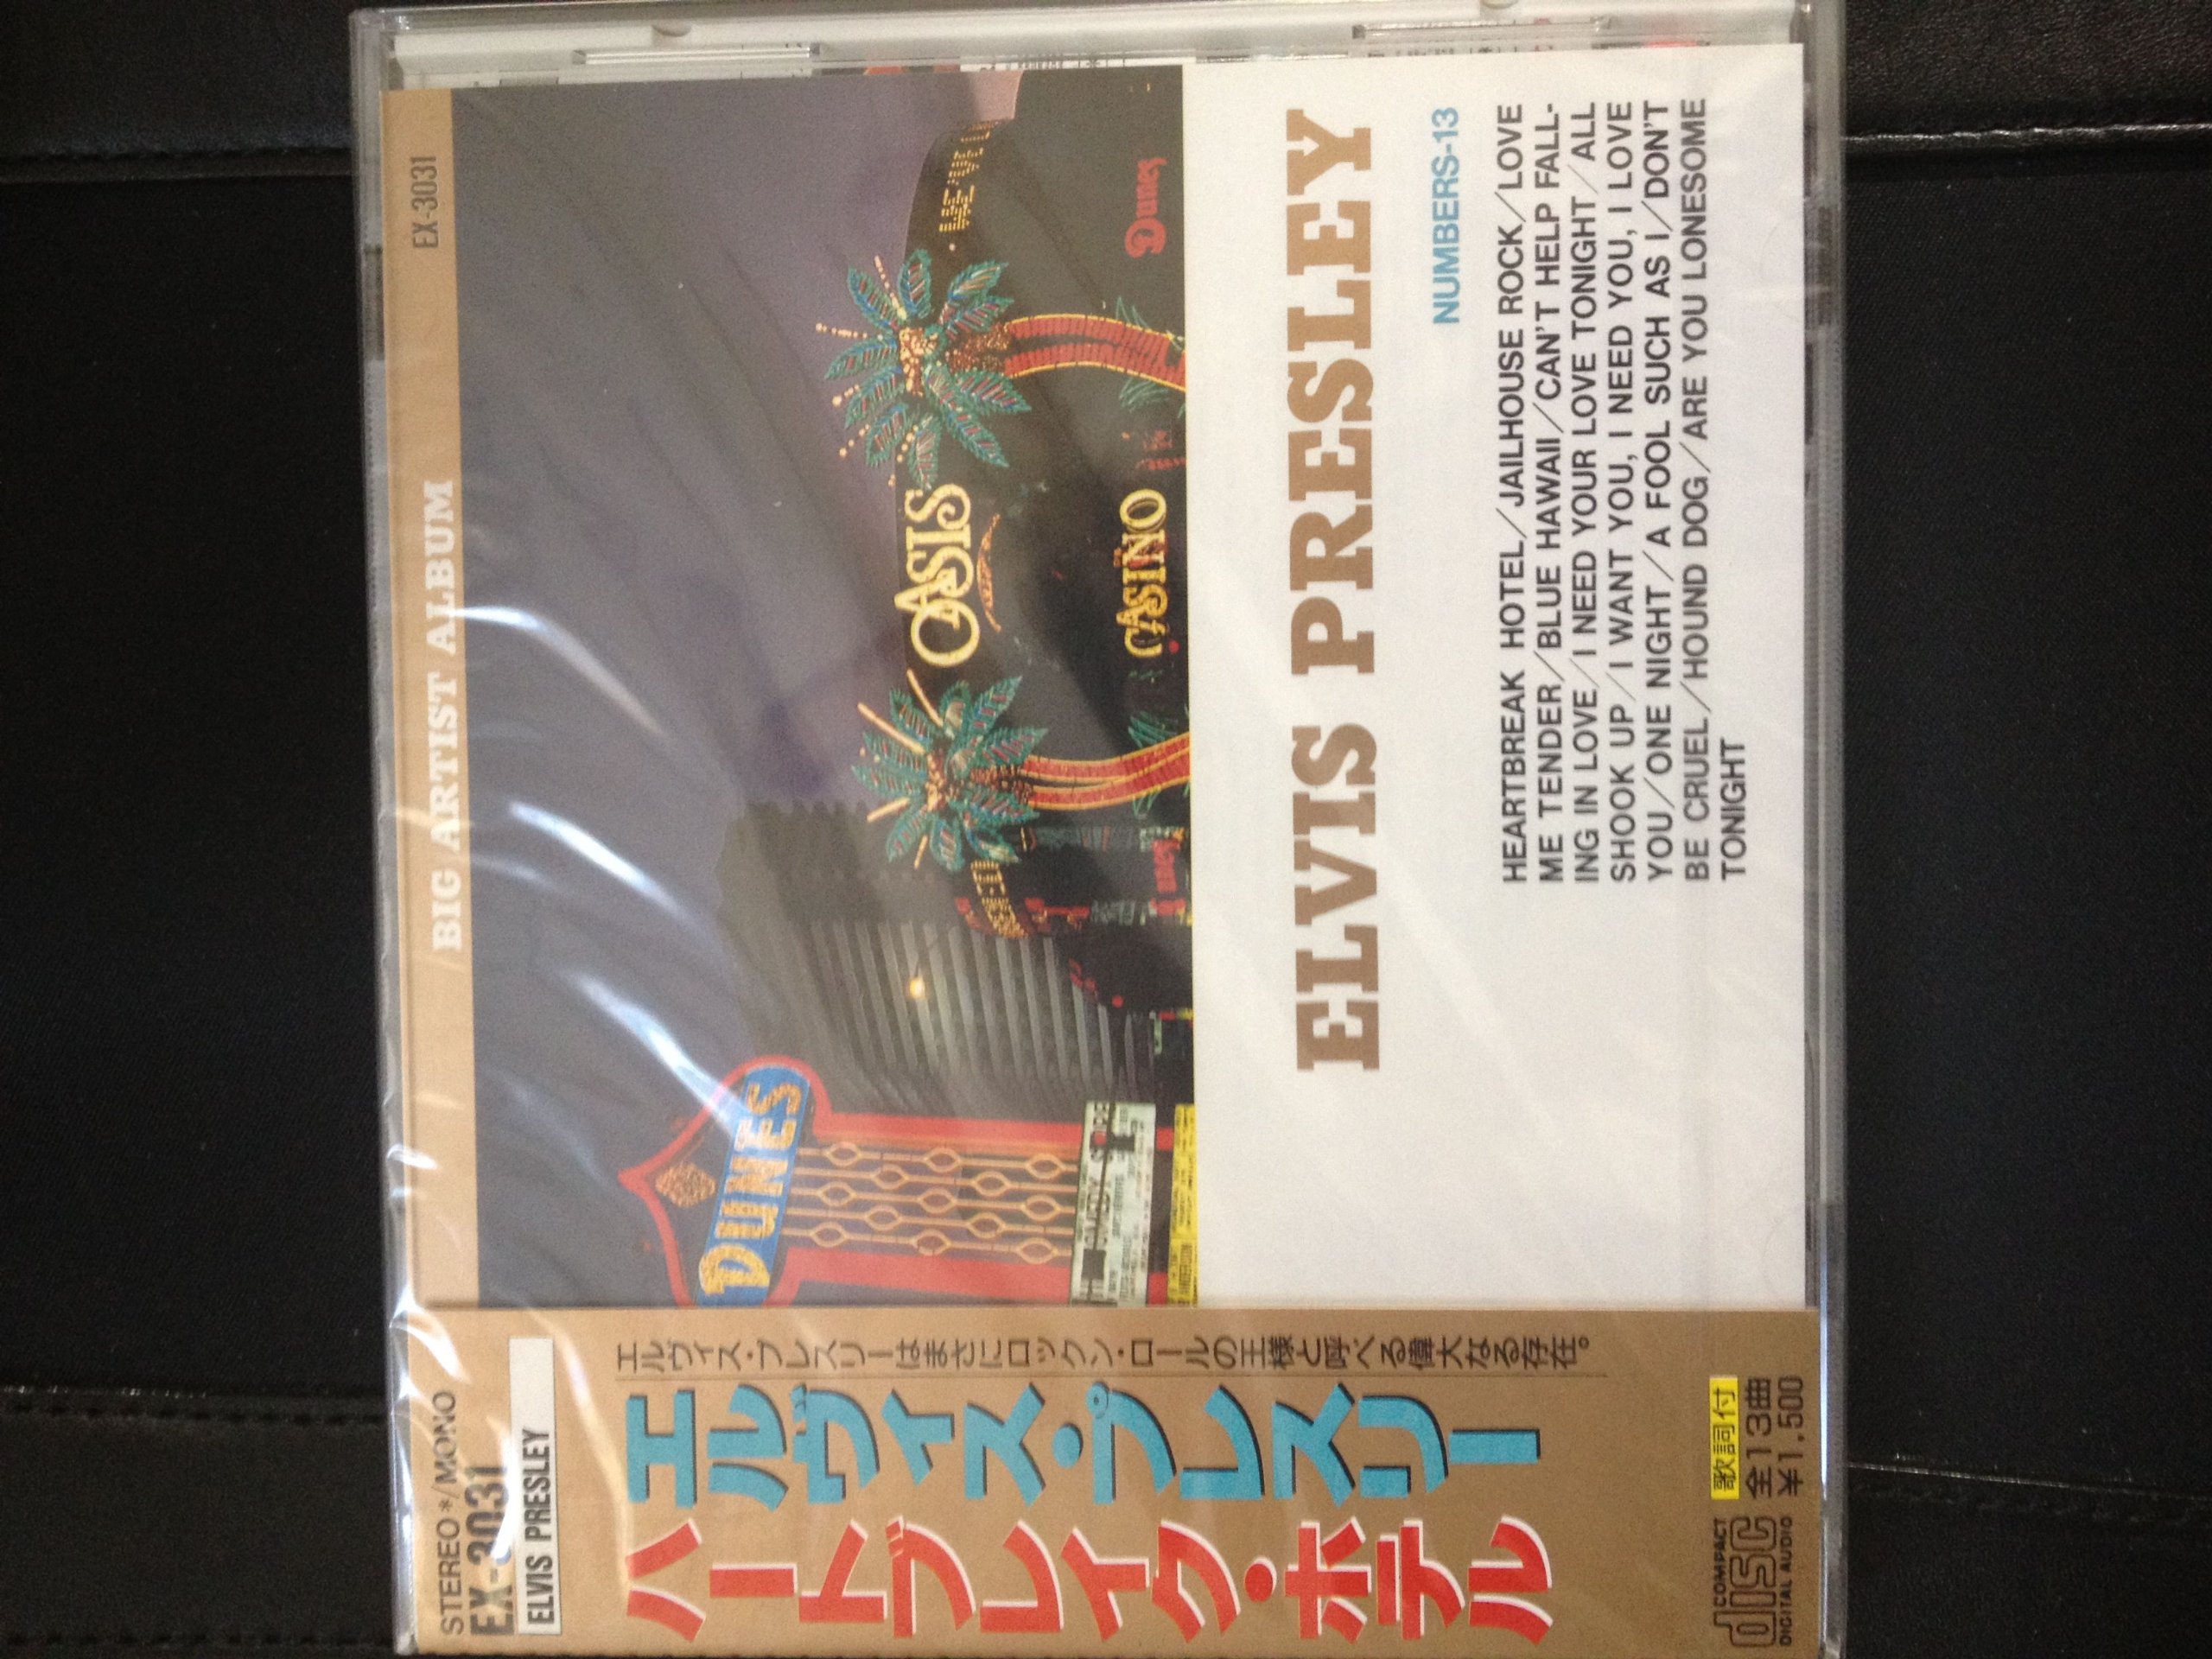 BIG ARTIST ALBUM
EX-3031
DUNES
OASIS
CASINO
Dunes
ELVIS PRESLEY
NUMBERS-13
HEARTBREAK HOTEL/JAILHOUSE ROCK/LOVE
ME TENDER/BLUE HAWAII/CAN'T HELP FALL-
ING IN LOVE/I NEED YOUR LOVE TONIGHT/ALL
SHOOK UP/I WANT YOU, I NEED YOU, I LOVE
YOU/ONE NIGHT/A FOOL SUCH AS I/DON'T
BE CRUEL/HOUND DOG/ARE YOU LONESOME
TONIGHT
STEREO*/MONO
EX-3031
ELVIS PRESLEY
エルヴィス・プレスリーはまさにロックン・ロールの王様と呼べる偉大なる存在。
エルヴィス・プレスリー
ハートブレイク・ホテル
COMPACT
disc
DIGITAL AUDIO
歌詞付
全13曲
¥1,500